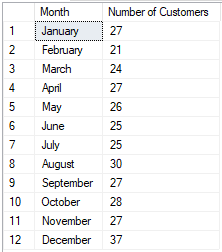 Month Number of Customers
1 January 27
2 February 21
3 March 24
4 April 27
5 May 26
6 June 25
7 July 25
8 August 30
9 September 27
10 October 28
11 November 27
12 December 37